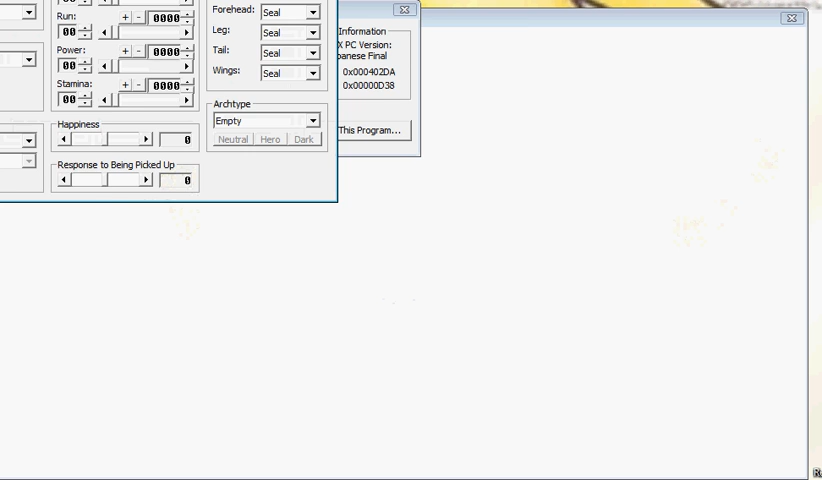 Run:
+ - 0000
00
Power:
+ - 0000
00
Stamina:
+ - 0000
00
Happiness
0
Response to Being Picked Up
0
Forehead: Seal
Leg: Seal
Tail: Seal
Wings: Seal
Archtype
Empty
Neutral Hero Dark
Information
X PC Version:
panese Final
0x000402DA
0x00000D38
This Program...